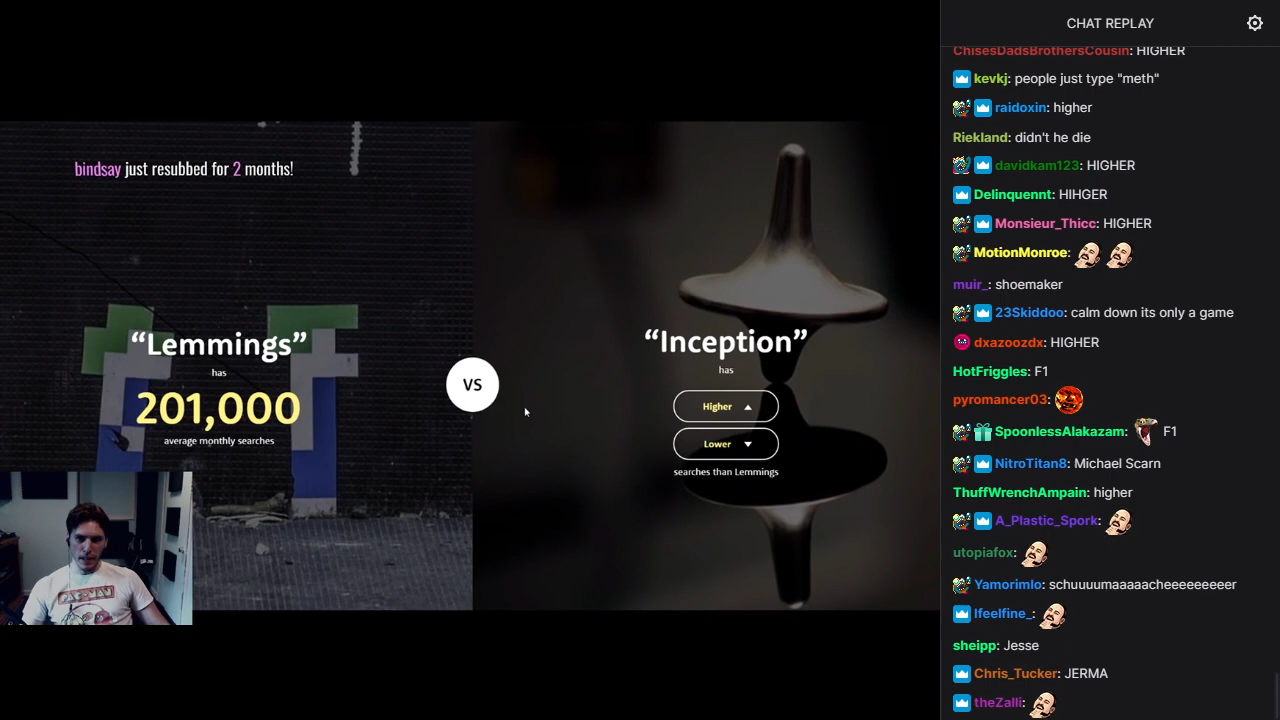 bindsay just resubbed for 2 months!
“Lemmings”
has
201,000
average monthly searches
VS
“Inception”
has
Higher
Lower
searches than Lemmings
CHAT REPLAY
ChisesDadsBrothersCousin: HIGHER
kevkj: people just type "meth"
raidoxin: higher
Riekland: didn't he die
davidkam123: HIGHER
Delinquennt: HIHGER
Monsieur_Thicc: HIGHER
MotionMonroe:
muir_: shoemaker
23Skiddoo: calm down its only a game
dxazoozdx: HIGHER
HotFriggles: F1
pyromancer03:
SpoonlessAlakazam: F1
NitroTitan8: Michael Scarn
ThuffWrenchAmpain: higher
A_Plastic_Spork:
utopiafox:
Yamorimlo: schuuuumaaaaacheeeeeeeeer
Ifeelfine_:
sheipp: Jesse
Chris_Tucker: JERMA
theZalli: